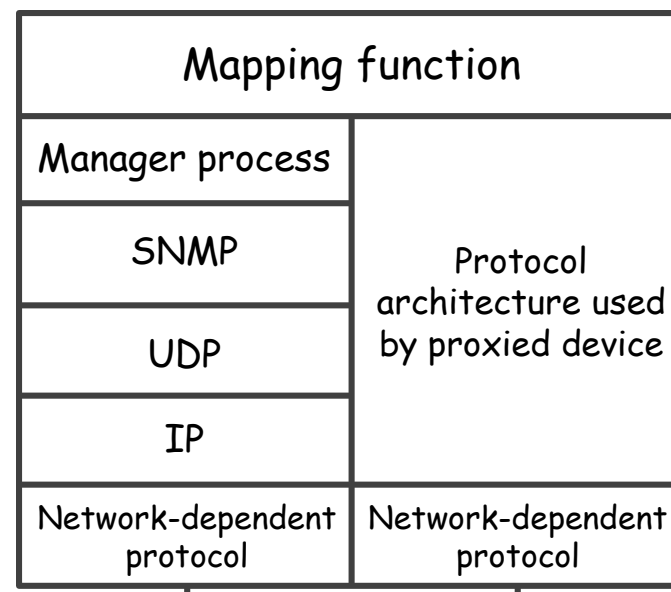 Mapping function
Manager process
SNMP
UDP
IP
Network-dependent
protocol
Protocol
architecture used
by proxied device
Network-dependent
protocol